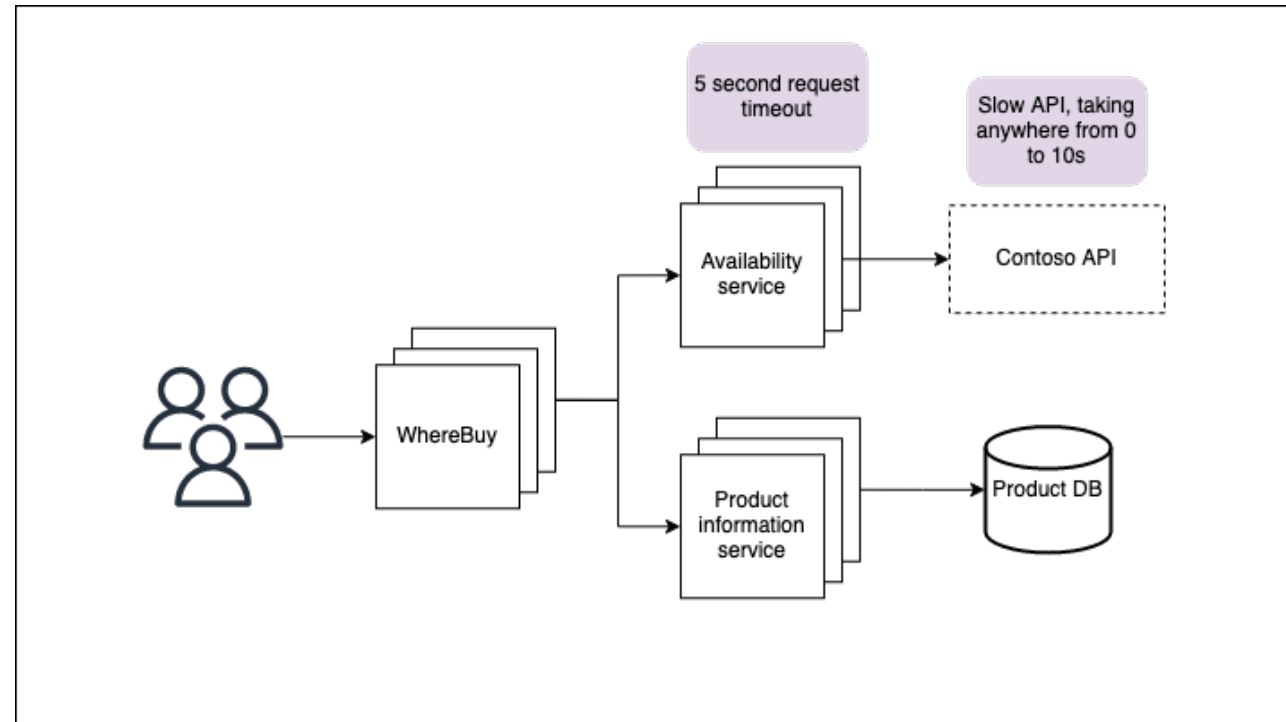 5 second request
timeout
Slow API, taking
anywhere from 0
to 10s
Availability
service
Contoso API
WhereBuy
Product
information
service
Product DB